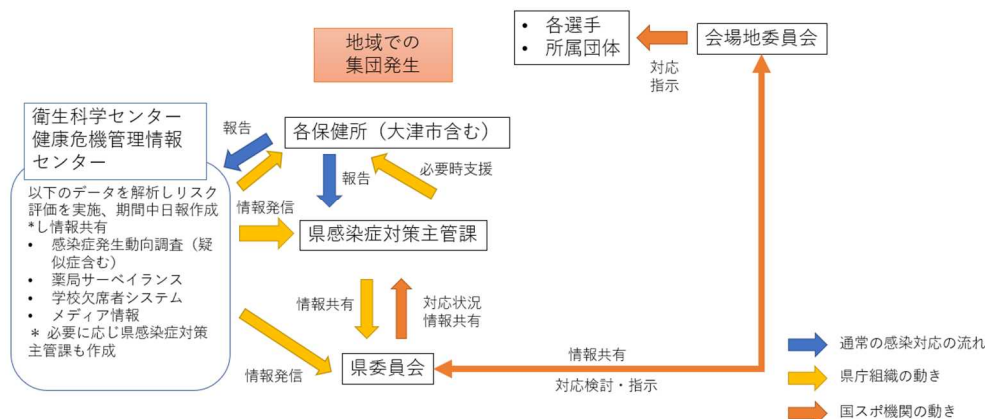 地域での
集団発生
• 各選手
• 所属団体
対応
指示
会場地委員会
衛生科学センター
健康危機管理情報
センター
以下のデータを解析しリスク
評価を実施、期間中日報作成
*し情報共有
• 感染症発生動向調査（疑
似症含む）
• 薬局サーベイランス
• 学校欠席者システム
• メディア情報
＊ 必要に応じ県感染症対策
主管課も作成
報告
各保健所（大津市含む）
情報発信
報告
必要時支援
県感染症対策主管課
情報共有
対応状況
情報共有
情報発信
県委員会
情報共有
対応検討・指示
通常の感染対応の流れ
県庁組織の動き
国スポ機関の動き